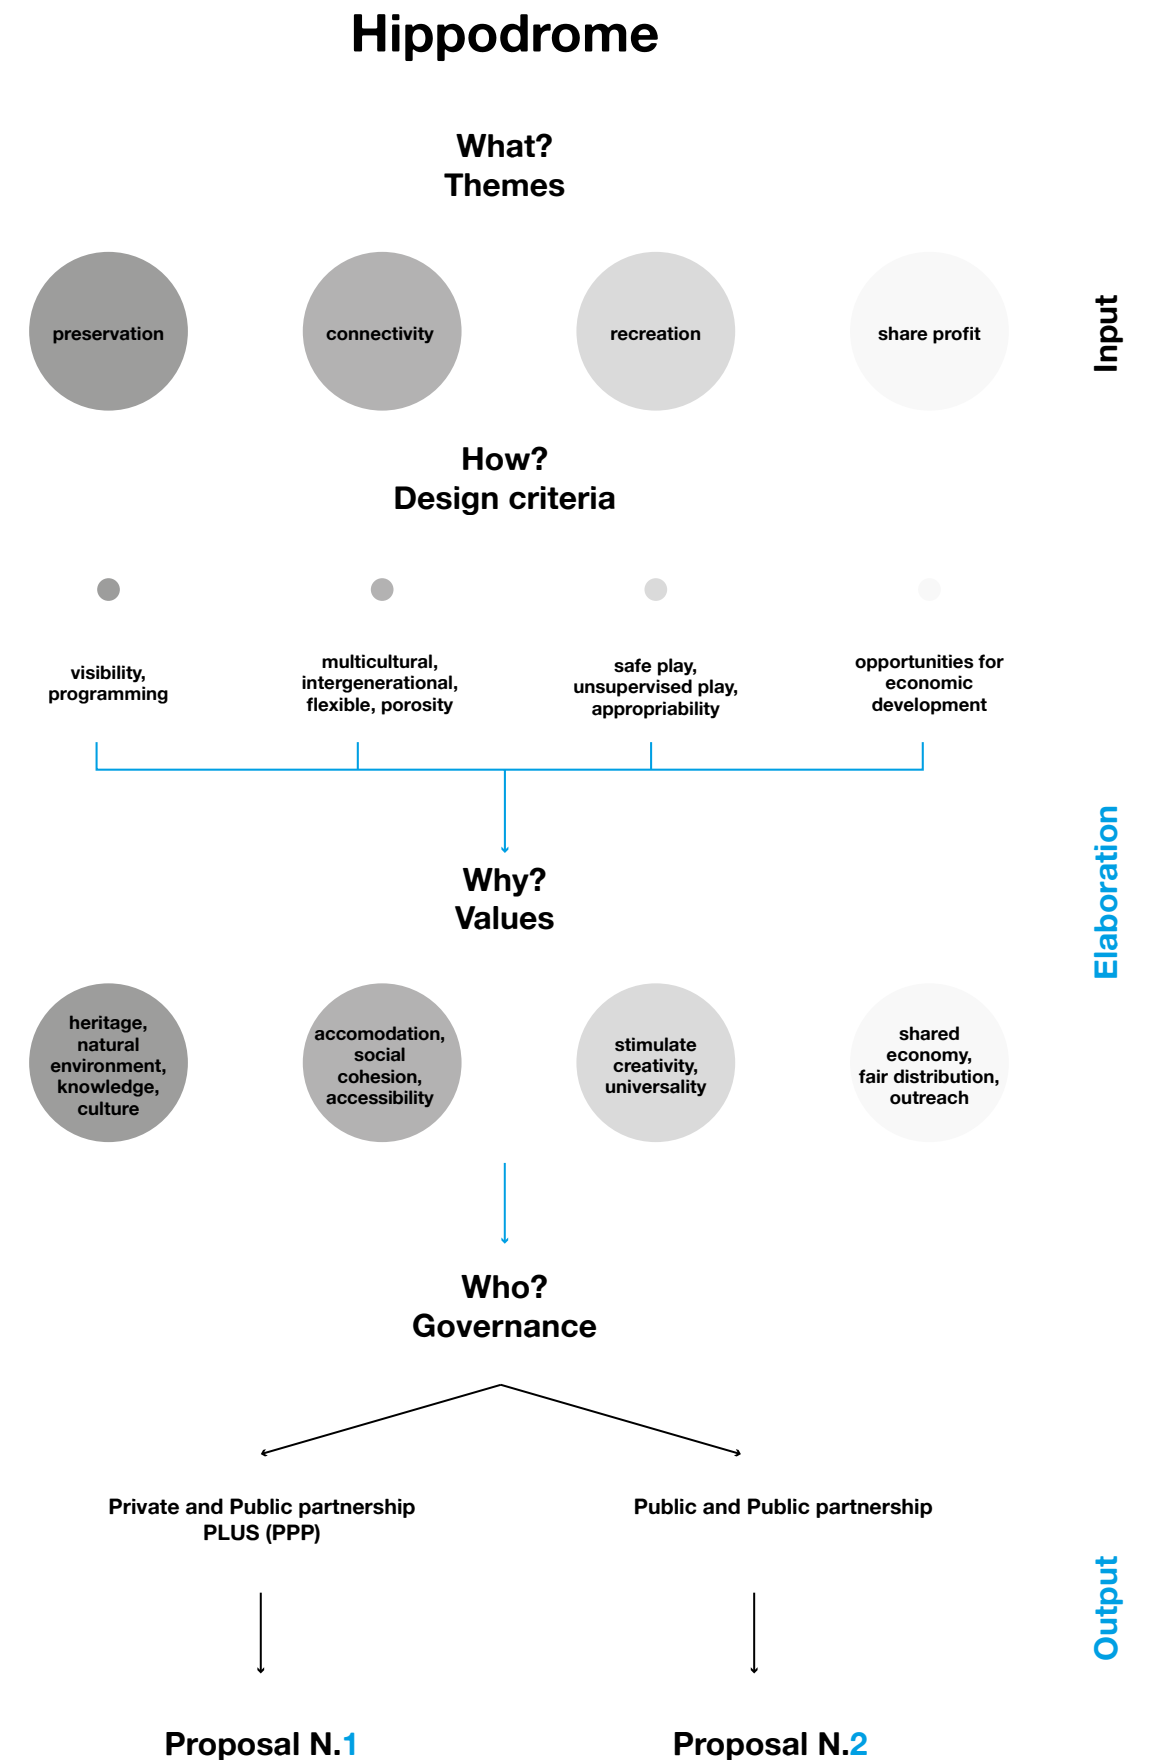 Hippodrome
What?
Themes
preservation
connectivity
recreation
share profit
Input
How?
Design criteria
visibility,
programming
multicultural,
intergenerational,
flexible, porosity
safe play,
unsupervised play,
appropriability
opportunities for
economic
development
Elaboration
Why?
Values
heritage,
natural
environment,
knowledge,
culture
accomodation,
social
cohesion,
accessibility
stimulate
creativity,
universality
shared
economy,
fair distribution,
outreach
Who?
Governance
Private and Public partnership
PLUS (PPP)
Public and Public partnership
Output
Proposal N.1
Proposal N.2